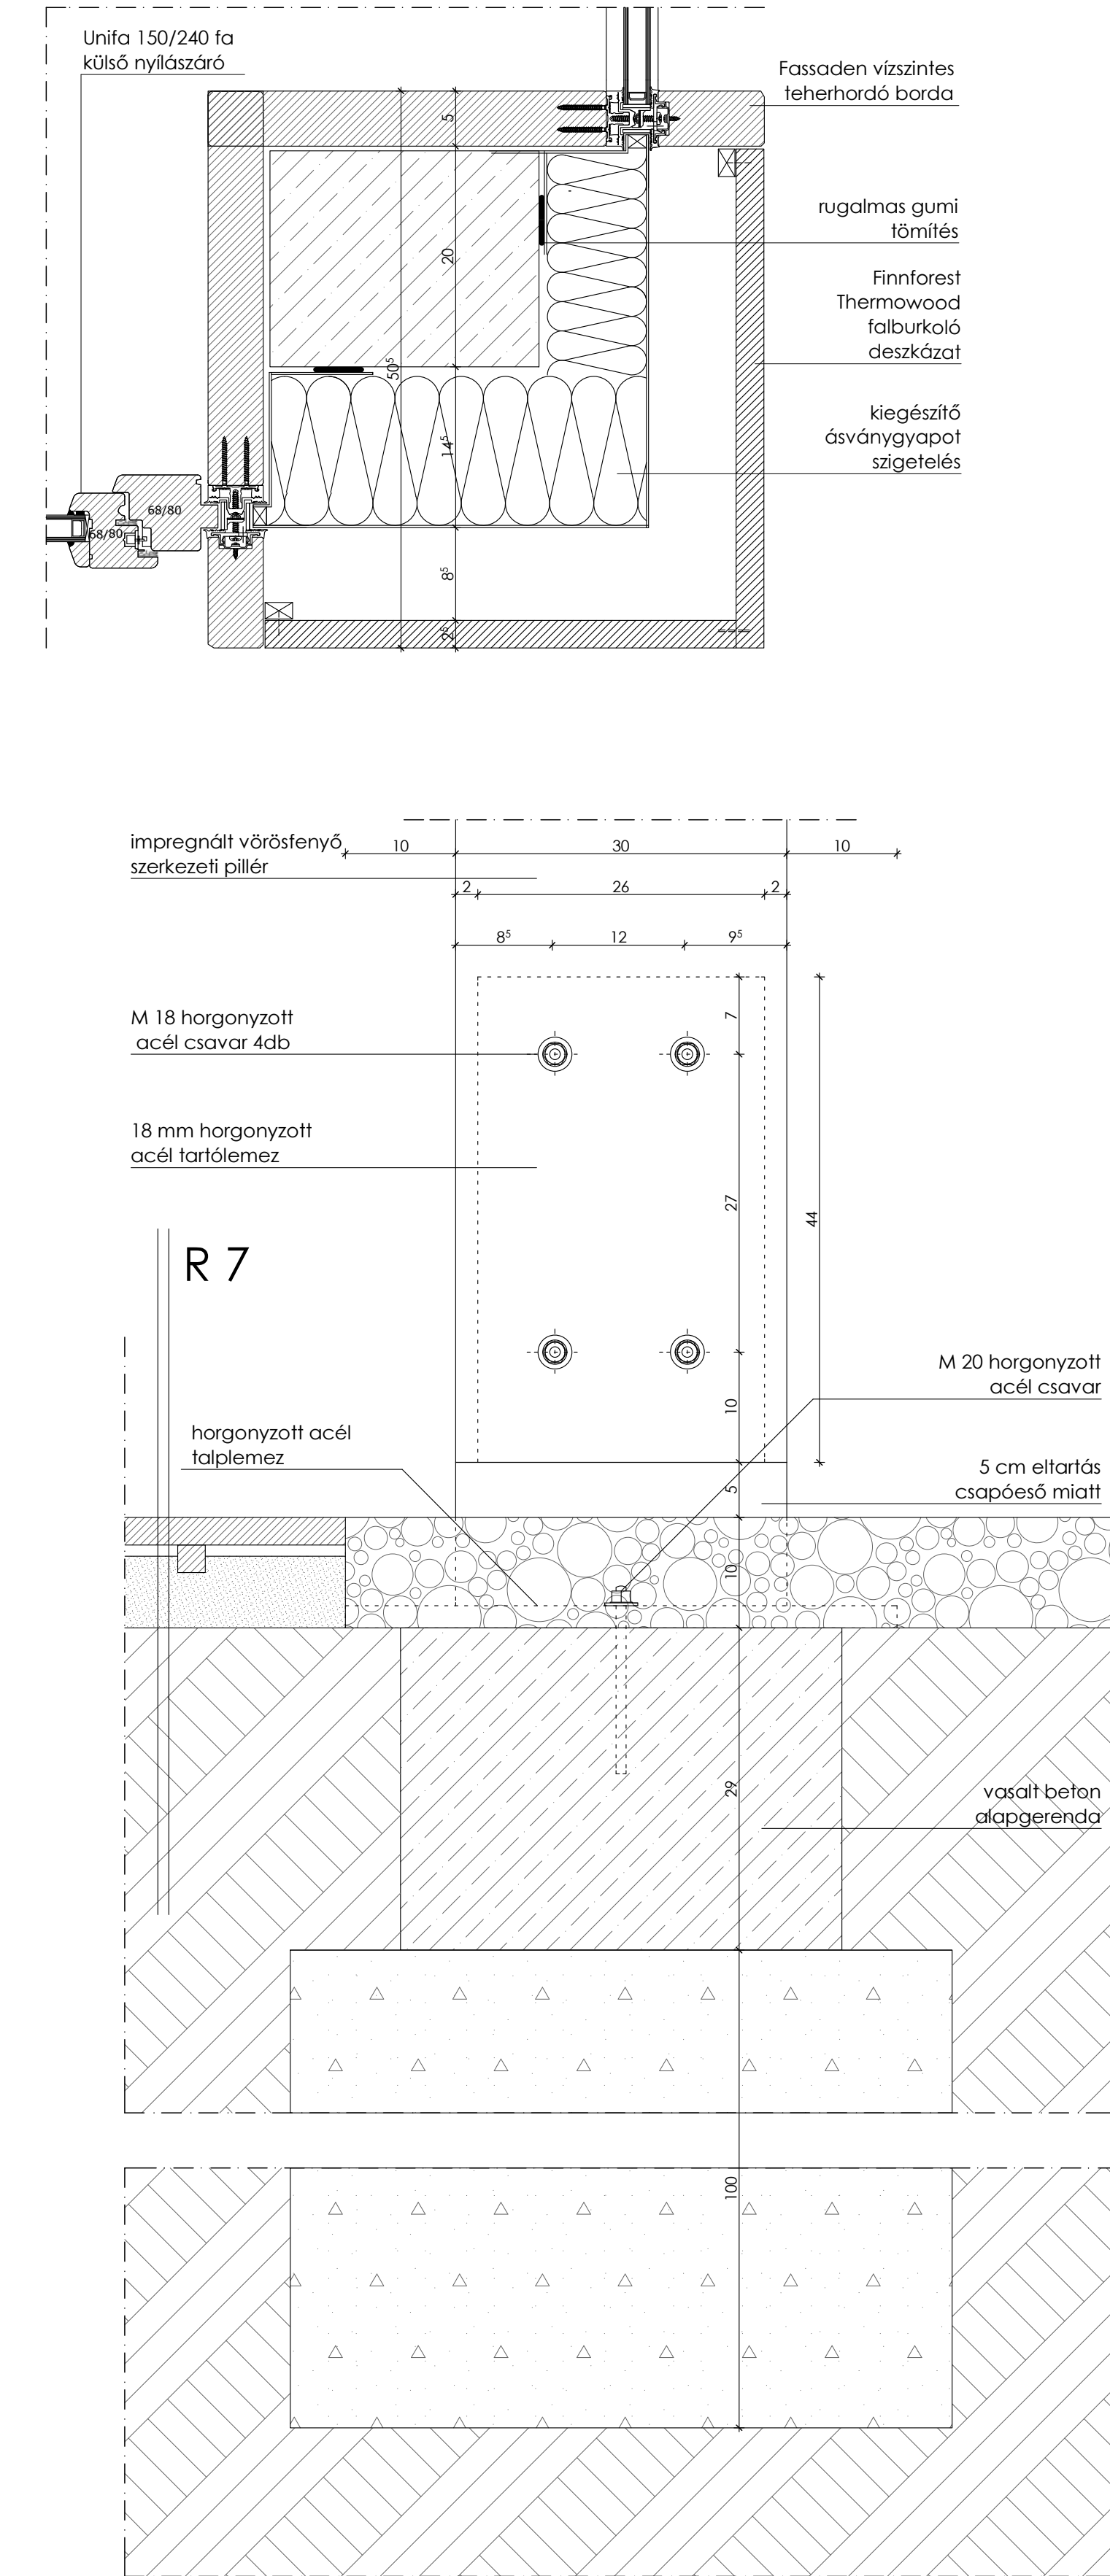 Unifa 150/240 fa
külső nyílászáró
Fassaden vízszintes
teherhordó borda
5
rugalmas gumi
tömítés
20
Finnforest
Thermowood
falburkoló
deszkázat
50⁵
kiegészítő
ásványgyapot
szigetelés
14⁵
68/80
68/80
8⁵
2⁵
impregnált vörösfenyő
szerkezeti pillér
10 30 10
2 26 2
8⁵ 12 9⁵
M 18 horgonyzott
acél csavar 4db
7
18 mm horgonyzott
acél tartólemez
27
44
R 7
M 20 horgonyzott
acél csavar
10
horgonyzott acél
talplemez
5 cm eltartás
csapóeső miatt
5
10
29
vasalt beton
alapgerenda
100